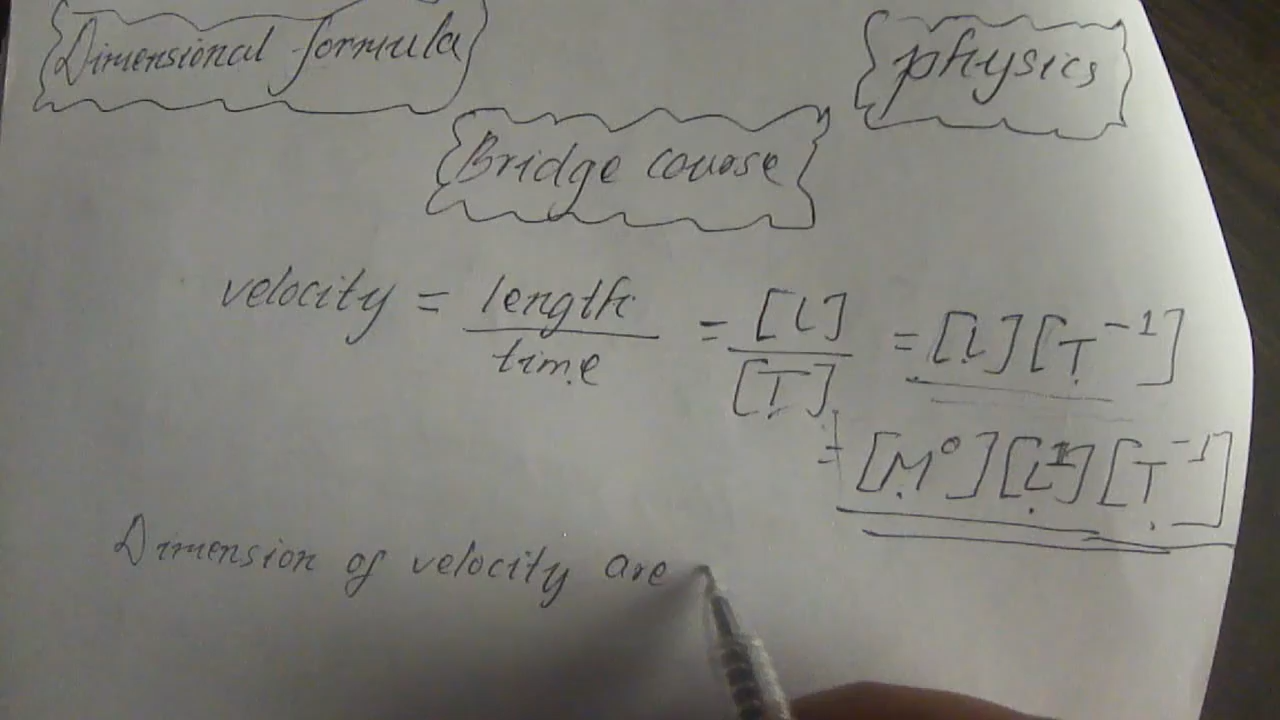 Dimensional formula
physics
Bridge course
velocity = length / time = [L] / [T] = [L][T⁻¹]
= [M⁰][L¹][T⁻¹]
Dimension of velocity are